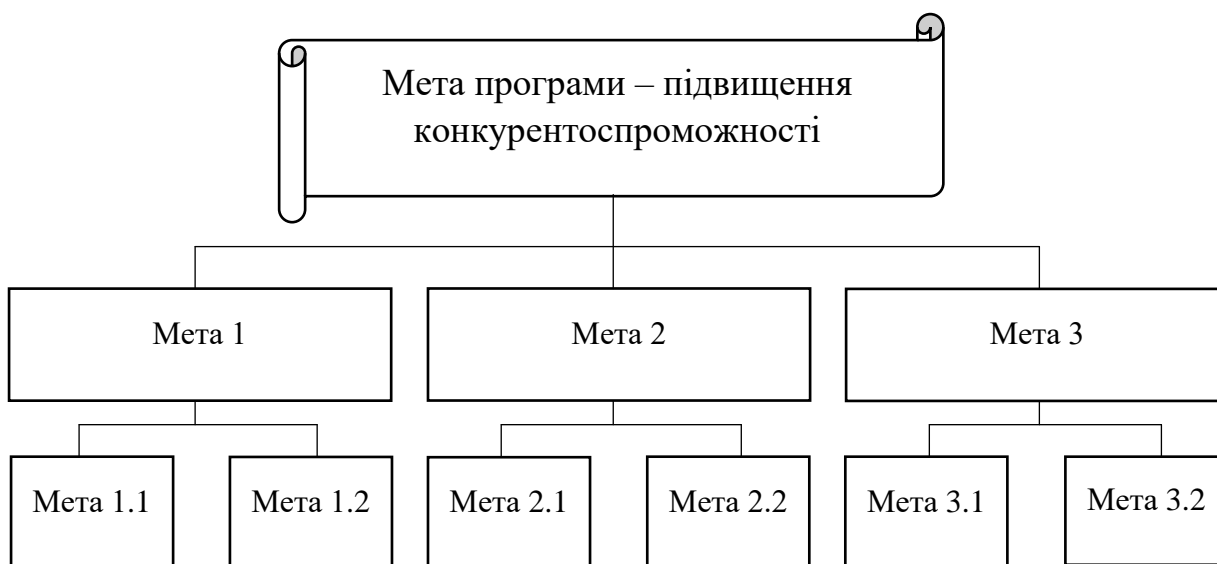 Мета програми – підвищення
конкурентоспроможності
Мета 1
Мета 2
Мета 3
Мета 1.1
Мета 1.2
Мета 2.1
Мета 2.2
Мета 3.1
Мета 3.2